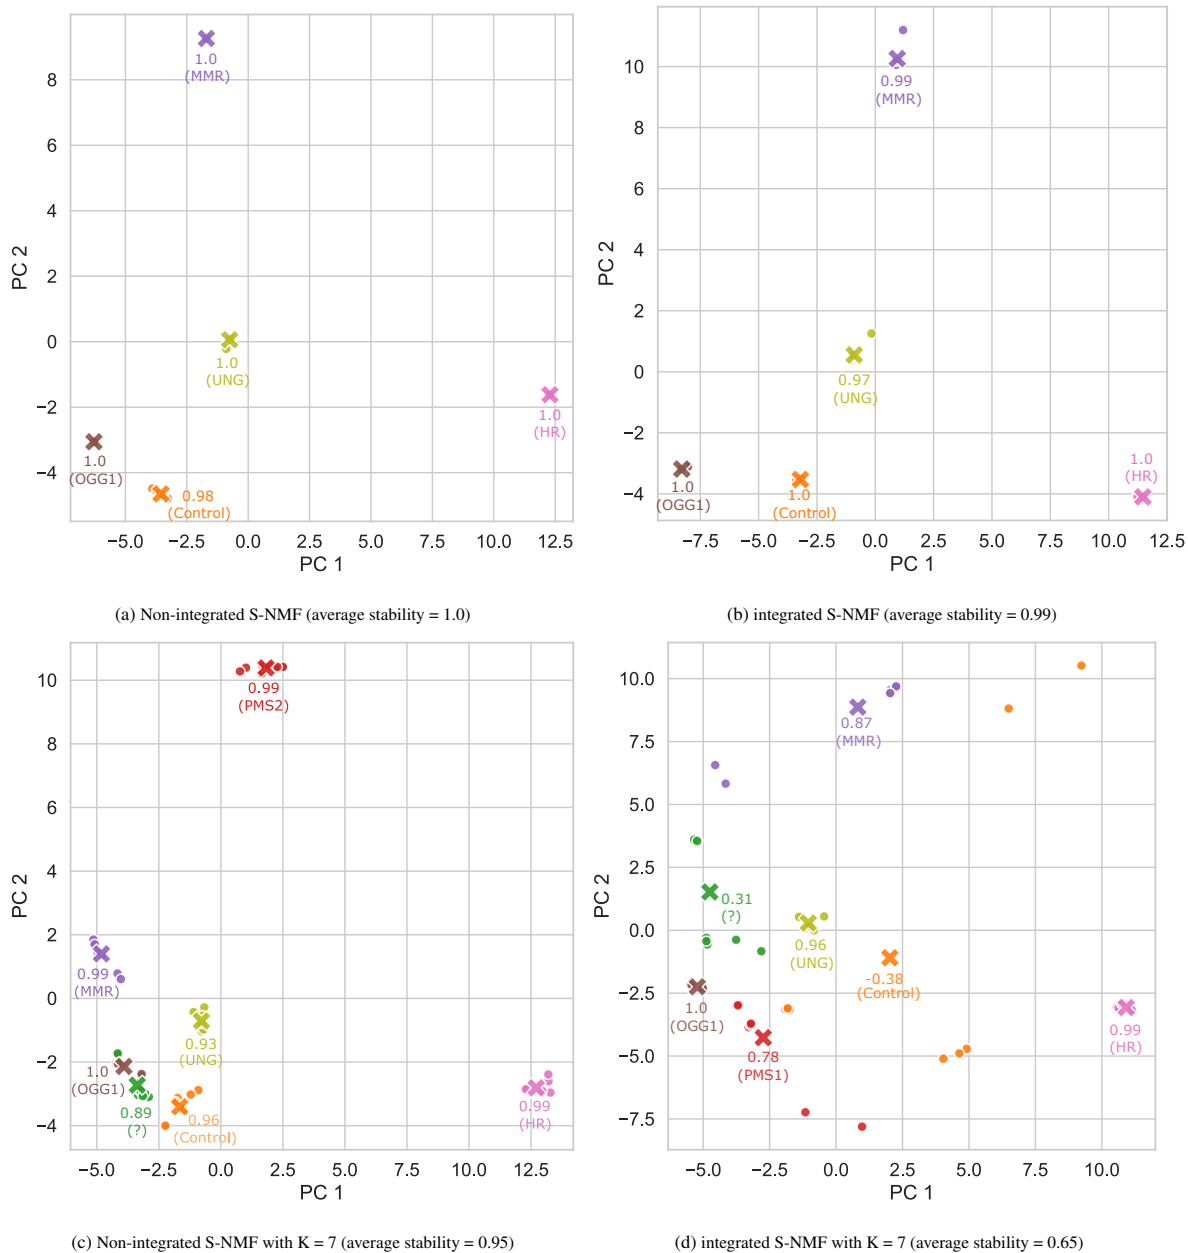 8
6
4
2
0
−2
−4
PC 2
1.0
(MMR)
1.0
(UNG)
1.0
(HR)
1.0
(OGG1)
0.98
(Control)
−5.0 −2.5 0.0 2.5 5.0 7.5 10.0 12.5
PC 1
(a) Non-integrated S-NMF (average stability = 1.0)
10
8
6
4
2
0
−2
−4
PC 2
0.99
(MMR)
0.97
(UNG)
1.0
(HR)
1.0
(OGG1)
1.0
(Control)
−7.5 −5.0 −2.5 0.0 2.5 5.0 7.5 10.0 12.5
PC 1
(b) integrated S-NMF (average stability = 0.99)
10
8
6
4
2
0
−2
−4
PC 2
0.99
(PMS2)
0.99
(MMR)
0.93
(UNG)
1.0
(OGG1)
0.89
(?)
0.96
(Control)
0.99
(HR)
−5.0 −2.5 0.0 2.5 5.0 7.5 10.0 12.5
PC 1
(c) Non-integrated S-NMF with K = 7 (average stability = 0.95)
10.0
7.5
5.0
2.5
0.0
−2.5
−5.0
−7.5
PC 2
0.87
(MMR)
0.31
(?)
0.96
(UNG)
-0.38
(Control)
1.0
(OGG1)
0.78
(PMS1)
0.99
(HR)
−5.0 −2.5 0.0 2.5 5.0 7.5 10.0
PC 1
(d) integrated S-NMF with K = 7 (average stability = 0.65)